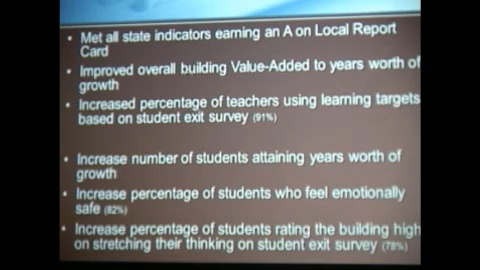 • Met all state indicators earning an A on Local Report
Card
• Improved overall building Value-Added to years worth of
growth
• Increased percentage of teachers using learning targets
based on student exit survey (91%)
• Increase number of students attaining years worth of
growth
• Increase percentage of students who feel emotionally
safe (82%)
• Increase percentage of students rating the building high
on stretching their thinking on student exit survey (78%)